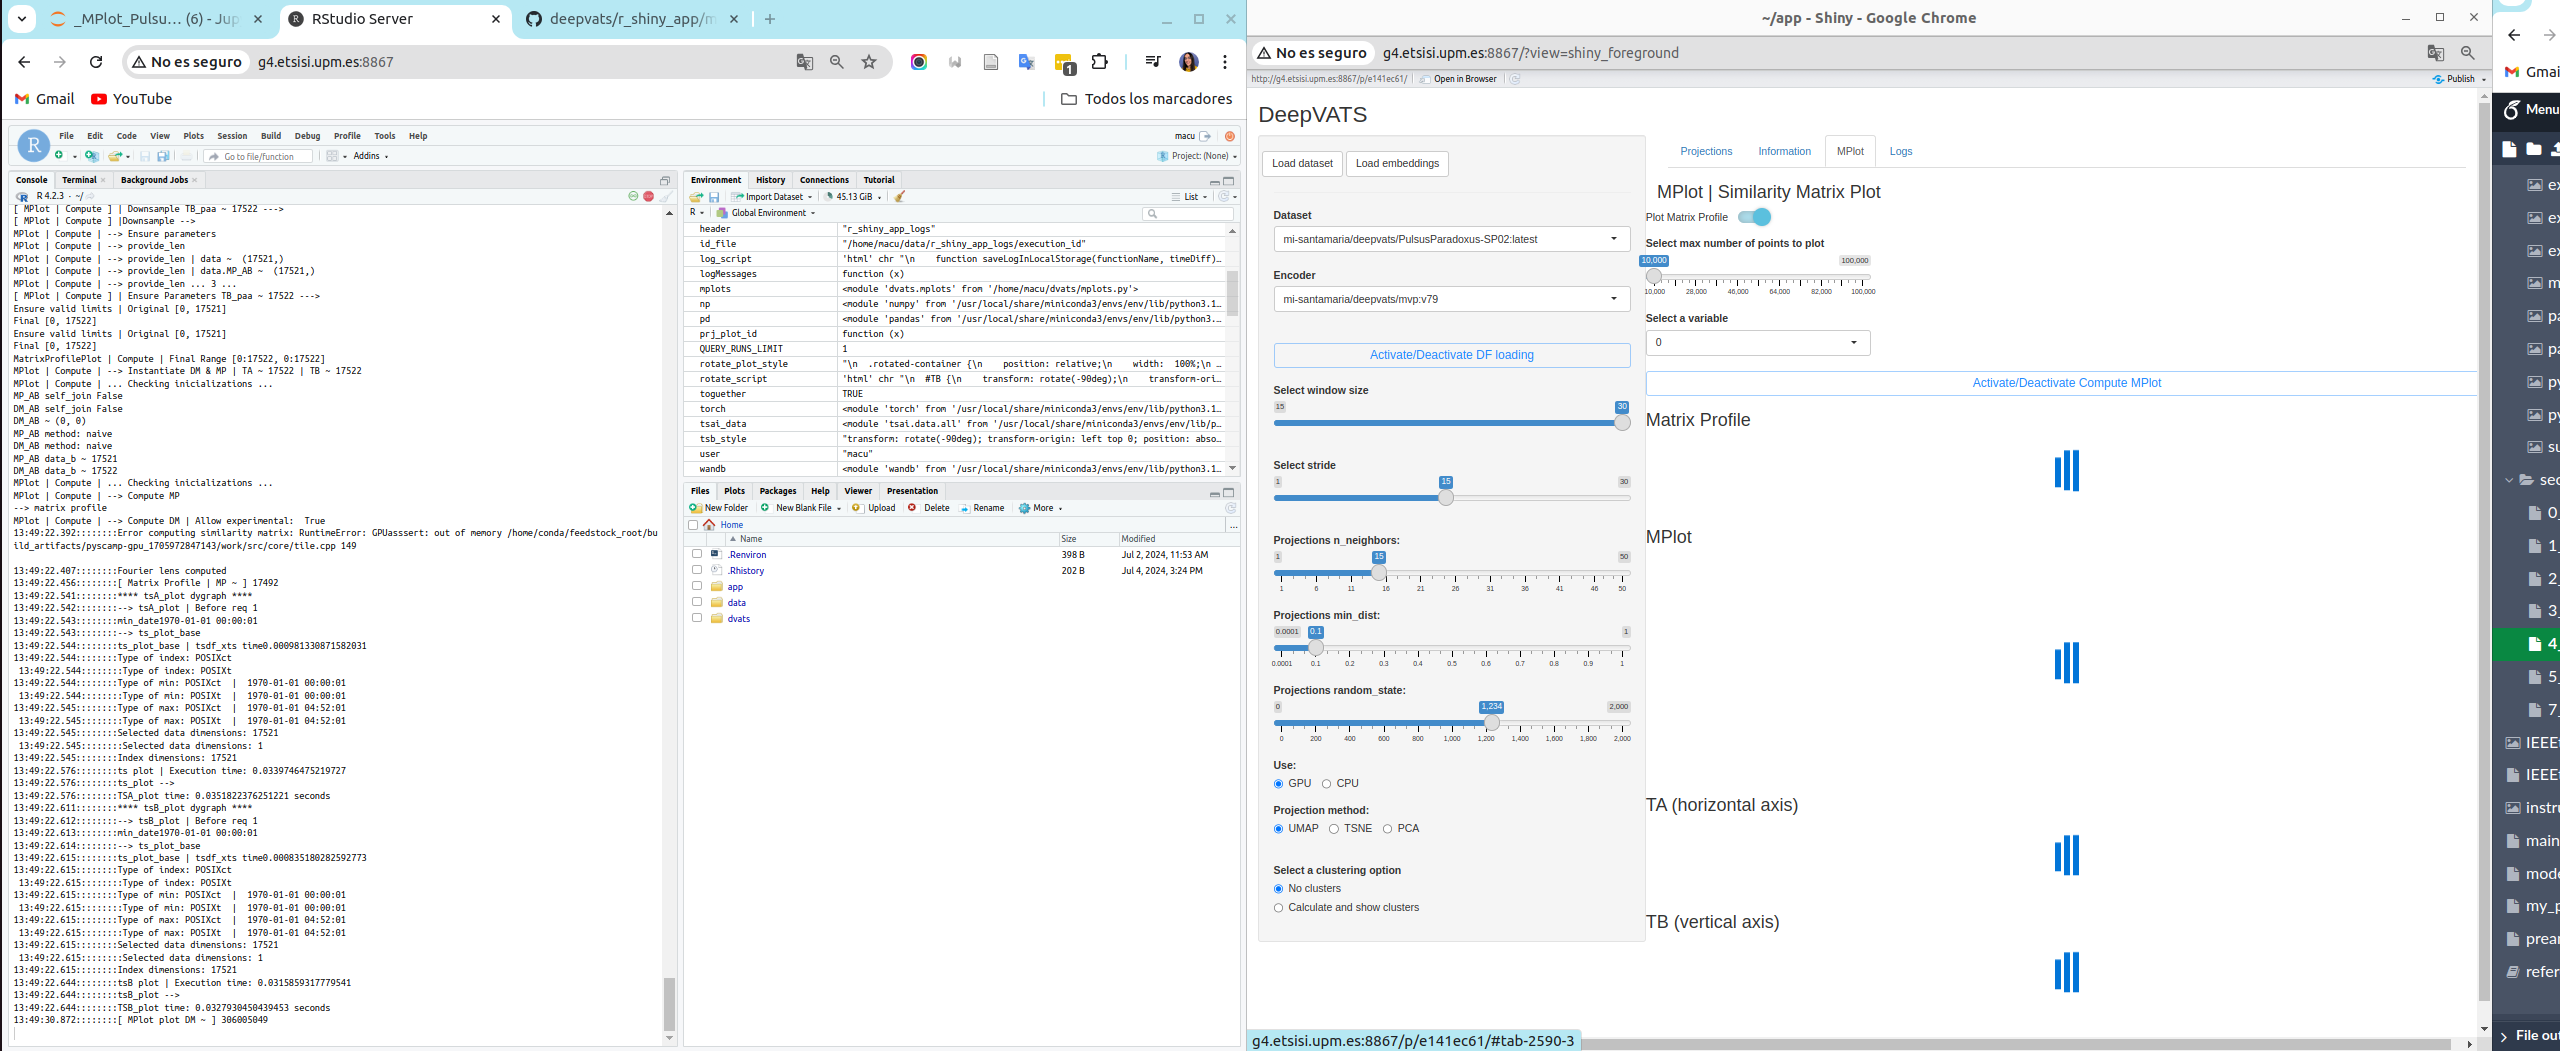 _MPlot_Pulsu... (6) - Jup
RStudio Server
deepvats/r_shiny_app/m
No es seguro
g4.etsisi.upm.es:8867
Gmail
YouTube
Todos los marcadores
File Edit Code View Plots Session Build Debug Profile Tools Help
macu
Go to file/function
Addins
Project: (None)
Console Terminal Background Jobs
R 4.2.3 · ~/
[ MPlot | Compute ] | Downsample TB_paa ~ 17522 --->
[ MPlot | Compute ] |Downsample -->
MPlot | Compute | --> Ensure parameters
MPlot | Compute | --> provide_len
MPlot | Compute | --> provide_len | data ~  (17521,)
MPlot | Compute | --> provide_len | data.MP_AB ~  (17521,)
MPlot | Compute | --> provide_len ... 3 ...
[ MPlot | Compute ] | Ensure Parameters TB_paa ~ 17522 --->
Ensure valid limits | Original [0, 17521]
Final [0, 17522]
Ensure valid limits | Original [0, 17521]
Final [0, 17522]
MatrixProfilePlot | Compute | Final Range [0:17522, 0:17522]
MPlot | Compute | --> Instantiate DM & MP | TA ~ 17522 | TB ~ 17522
MPlot | Compute | ... Checking inicializations ...
MP_AB self_join False
DM_AB self_join False
DM_AB ~ (0, 0)
MP_AB method: naive
DM_AB method: naive
MP_AB data_b ~ 17521
DM_AB data_b ~ 17522
MPlot | Compute | ... Checking inicializations ...
MPlot | Compute | --> Compute MP
--> matrix profile
MPlot | Compute | --> Compute DM | Allow experimental:  True
13:49:22.392::::::::Error computing similarity matrix: RuntimeError: GPUasssert: out of memory /home/conda/feedstock_root/bu
ild_artifacts/pyscamp-gpu_1705972847143/work/src/core/tile.cpp 149
13:49:22.407::::::::Fourier lens computed
13:49:22.456::::::::[ Matrix Profile | MP ~ ] 17492
13:49:22.541::::::::**** tsA_plot dygraph ****
13:49:22.542::::::::--> tsA_plot | Before req 1
13:49:22.543::::::::min_date1970-01-01 00:00:01
13:49:22.543::::::::--> ts_plot_base
13:49:22.544::::::::ts_plot_base | tsdf_xts time0.000981330871582031
13:49:22.544::::::::Type of index: POSIXct
13:49:22.544::::::::Type of index: POSIXt
13:49:22.544::::::::Type of min: POSIXct  |  1970-01-01 00:00:01
13:49:22.544::::::::Type of min: POSIXt  |  1970-01-01 00:00:01
13:49:22.545::::::::Type of max: POSIXct  |  1970-01-01 04:52:01
13:49:22.545::::::::Type of max: POSIXt  |  1970-01-01 04:52:01
13:49:22.545::::::::Selected data dimensions: 17521
13:49:22.545::::::::Selected data dimensions: 1
13:49:22.545::::::::Index dimensions: 17521
13:49:22.576::::::::ts plot | Execution time: 0.0339746475219727
13:49:22.576::::::::ts_plot -->
13:49:22.576::::::::TSA_plot time: 0.0351822376251221 seconds
13:49:22.611::::::::**** tsB_plot dygraph ****
13:49:22.612::::::::--> tsB_plot | Before req 1
13:49:22.613::::::::min_date1970-01-01 00:00:01
13:49:22.614::::::::--> ts_plot_base
13:49:22.615::::::::ts_plot_base | tsdf_xts time0.000835180282592773
13:49:22.615::::::::Type of index: POSIXct
13:49:22.615::::::::Type of index: POSIXt
13:49:22.615::::::::Type of min: POSIXct  |  1970-01-01 00:00:01
13:49:22.615::::::::Type of min: POSIXt  |  1970-01-01 00:00:01
13:49:22.615::::::::Type of max: POSIXct  |  1970-01-01 04:52:01
13:49:22.615::::::::Type of max: POSIXt  |  1970-01-01 04:52:01
13:49:22.615::::::::Selected data dimensions: 17521
13:49:22.615::::::::Selected data dimensions: 1
13:49:22.615::::::::Index dimensions: 17521
13:49:22.644::::::::tsB plot | Execution time: 0.0315859317779541
13:49:22.644::::::::tsB_plot -->
13:49:22.644::::::::TSB_plot time: 0.0327930450439453 seconds
13:49:30.872::::::::[ MPlot plot DM ~ ] 306005049
Environment History Connections Tutorial
Import Dataset 45.13 GiB List
R Global Environment
header "r_shiny_app_logs"
id_file "/home/macu/data/r_shiny_app_logs/execution_id"
log_script 'html' chr "\n    function saveLogInLocalStorage(functionName, timeDiff)…
logMessages function (x)
mplots <module 'dvats.mplots' from '/home/macu/dvats/mplots.py'>
np <module 'numpy' from '/usr/local/share/miniconda3/envs/env/lib/python3.1…
pd <module 'pandas' from '/usr/local/share/miniconda3/envs/env/lib/python3.…
prj_plot_id function (x)
QUERY_RUNS_LIMIT 1
rotate_plot_style "\n  .rotated-container {\n    position: relative;\n    width:  100%;\n …
rotate_script 'html' chr "\n  #TB {\n    transform: rotate(-90deg);\n    transform-ori…
toguether TRUE
torch <module 'torch' from '/usr/local/share/miniconda3/envs/env/lib/python3.1…
tsai_data <module 'tsai.data.all' from '/usr/local/share/miniconda3/envs/env/lib/p…
tsb_style "transform: rotate(-90deg); transform-origin: left top 0; position: abso…
user "macu"
wandb <module 'wandb' from '/usr/local/share/miniconda3/envs/env/lib/python3.1…
Files Plots Packages Help Viewer Presentation
New Folder New Blank File Upload Delete Rename More
Home ...
Name Size Modified
.Renviron 398 B Jul 2, 2024, 11:53 AM
.Rhistory 202 B Jul 4, 2024, 3:24 PM
app
data
dvats
~/app - Shiny - Google Chrome
No es seguro
g4.etsisi.upm.es:8867/?view=shiny_foreground
http://g4.etsisi.upm.es:8867/p/e141ec61/ Open in Browser Publish
DeepVATS
Load dataset Load embeddings
Dataset
mi-santamaria/deepvats/PulsusParadoxus-SP02:latest
Encoder
mi-santamaria/deepvats/mvp:v79
Activate/Deactivate DF loading
Select window size
15 30
Select stride
1 15 30
Projections n_neighbors:
1 15 50
1 6 11 16 21 26 31 36 41 46 50
Projections min_dist:
0.0001 0.1 1
0.0001 0.1 0.2 0.3 0.4 0.5 0.6 0.7 0.8 0.9 1
Projections random_state:
0 1,234 2,000
0 200 400 600 800 1,000 1,200 1,400 1,600 1,800 2,000
Use:
GPU CPU
Projection method:
UMAP TSNE PCA
Select a clustering option
No clusters
Calculate and show clusters
Projections Information MPlot Logs
MPlot | Similarity Matrix Plot
Plot Matrix Profile
Select max number of points to plot
10,000 100,000
10,000 28,000 46,000 64,000 82,000 100,000
Select a variable
0
Activate/Deactivate Compute MPlot
Matrix Profile
MPlot
TA (horizontal axis)
TB (vertical axis)
g4.etsisi.upm.es:8867/p/e141ec61/#tab-2590-3
Gmai
Menu
ex
ex
ex
m
pa
pa
py
py
su
sec
0_
1_
2_
3_
4_
5_
7_
IEEE
IEEE
instru
main
mode
my_p
prear
refer
File ou